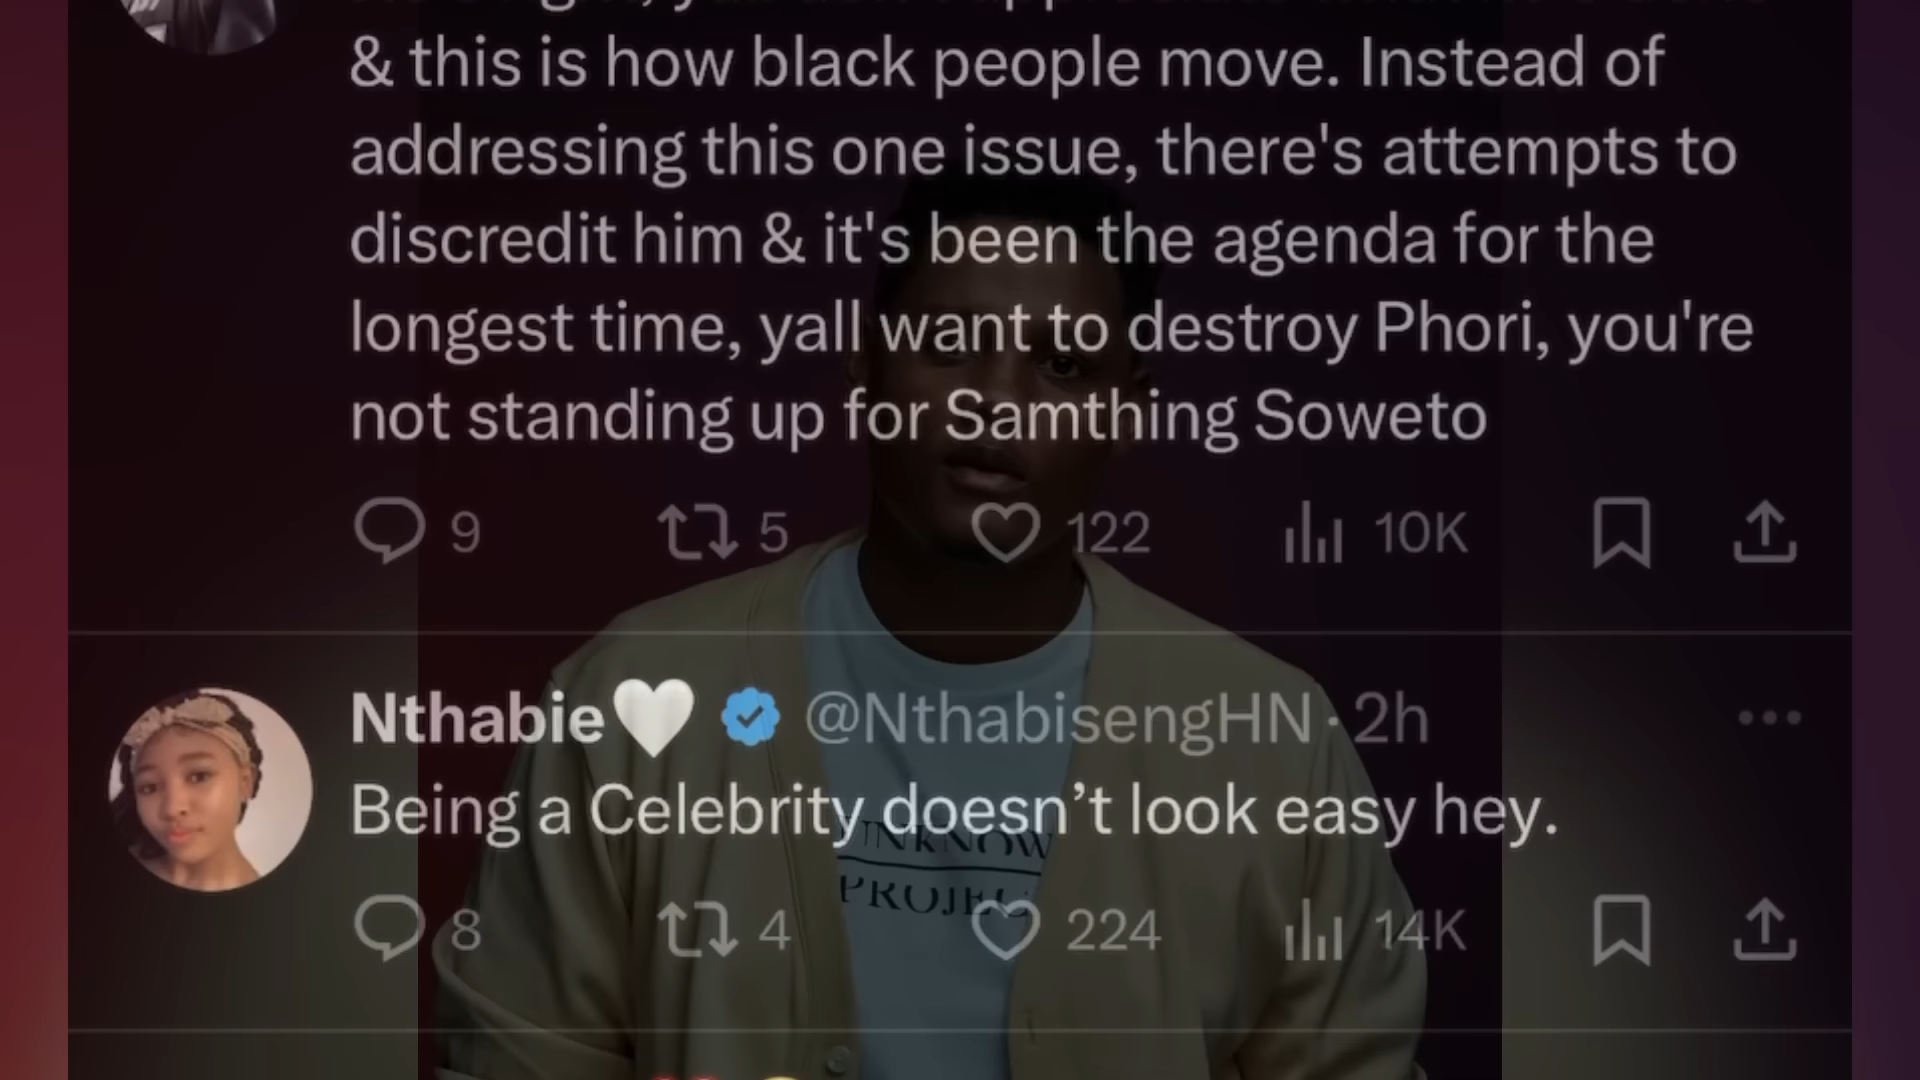 & this is how black people move. Instead of
addressing this one issue, there's attempts to
discredit him & it's been the agenda for the
longest time, yall want to destroy Phori, you're
not standing up for Samthing Soweto
9 5 122 10K
Nthabie🤍 @NthabisengHN · 2h
Being a Celebrity doesn’t look easy hey.
UNKNOW
PROJEC
8 4 224 14K